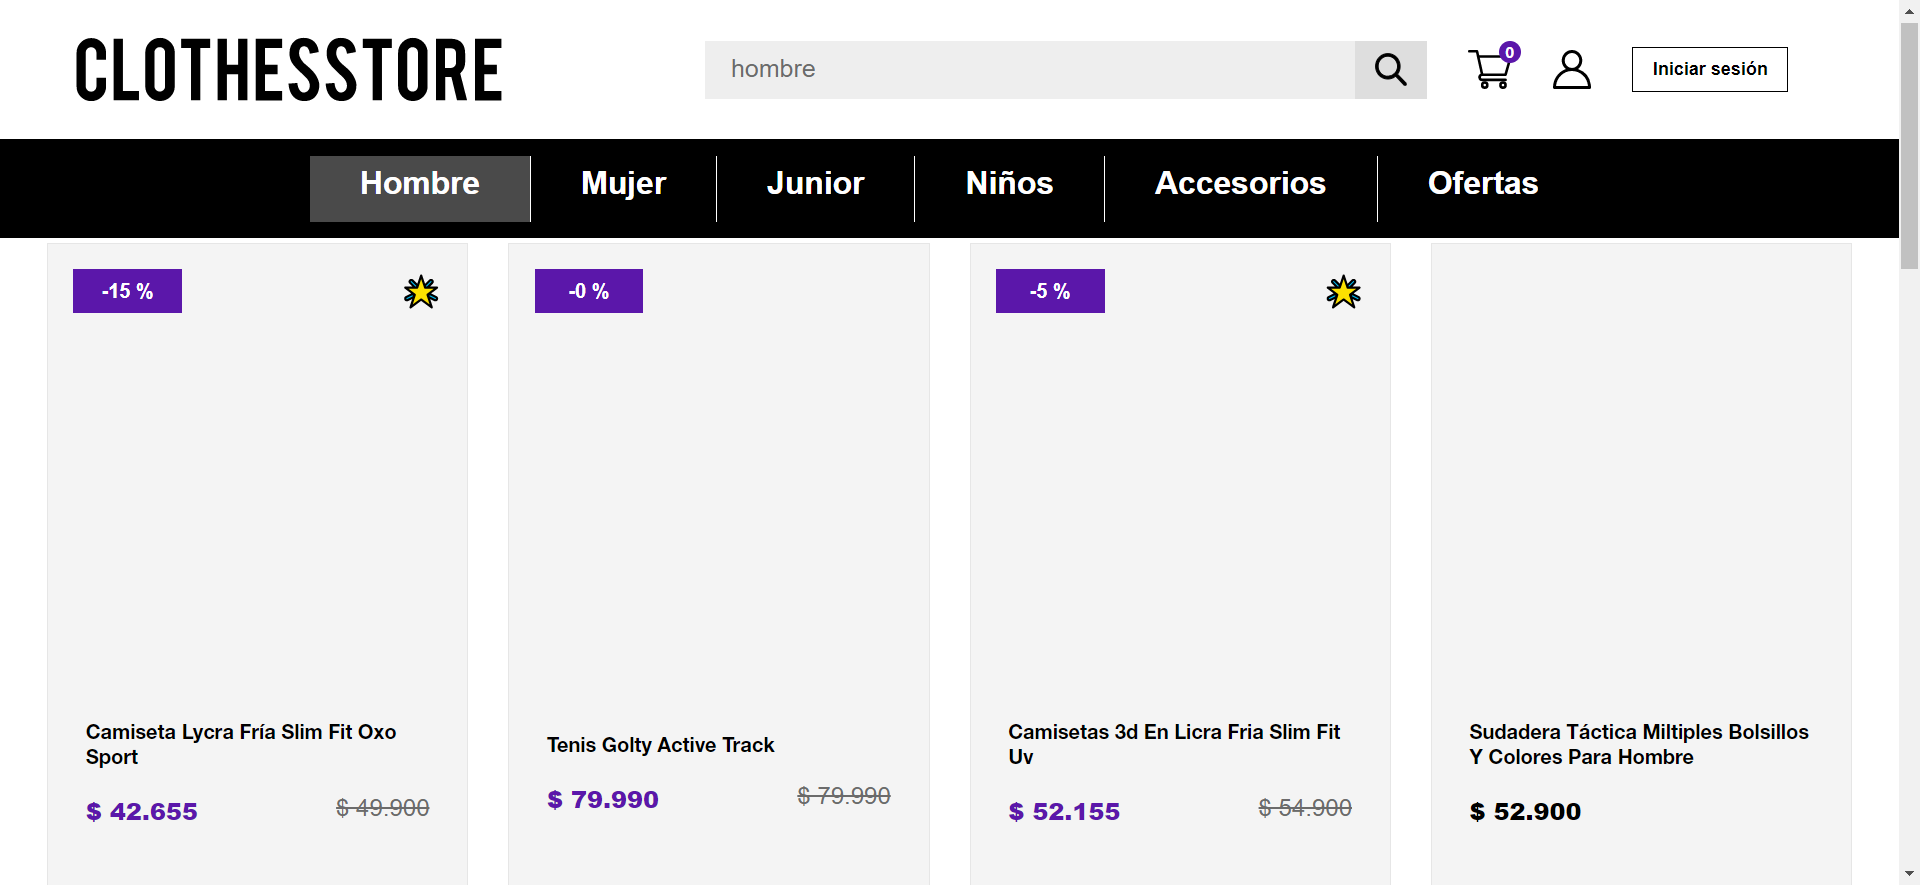 CLOTHESSTORE
hombre
0
Iniciar sesión
Hombre
Mujer
Junior
Niños
Accesorios
Ofertas
-15 %
-0 %
-5 %
Camiseta Lycra Fría Slim Fit Oxo
Sport
$ 42.655
$ 49.900
Tenis Golty Active Track
$ 79.990
$ 79.990
Camisetas 3d En Licra Fria Slim Fit
Uv
$ 52.155
$ 54.900
Sudadera Táctica Miltiples Bolsillos
Y Colores Para Hombre
$ 52.900